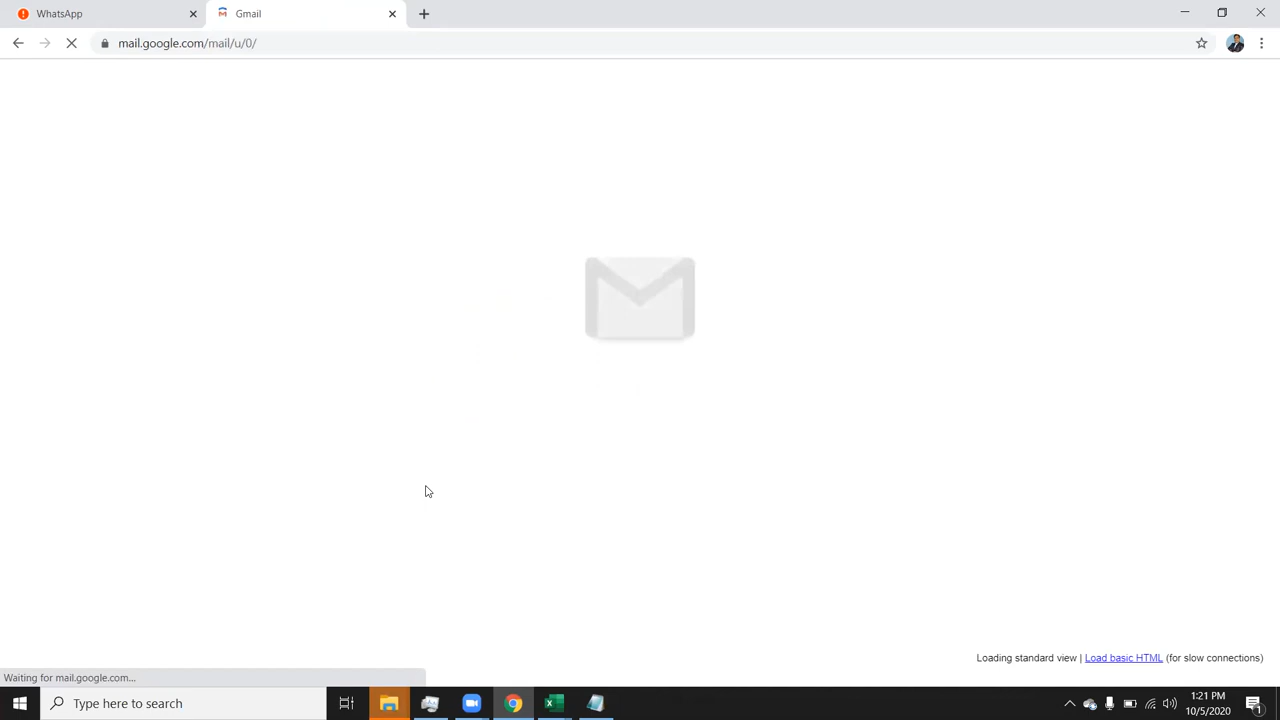 WhatsApp
Gmail
mail.google.com/mail/u/0/
Loading standard view | Load basic HTML (for slow connections)
Waiting for mail.google.com...
Type here to search
1:21 PM
10/5/2020
1